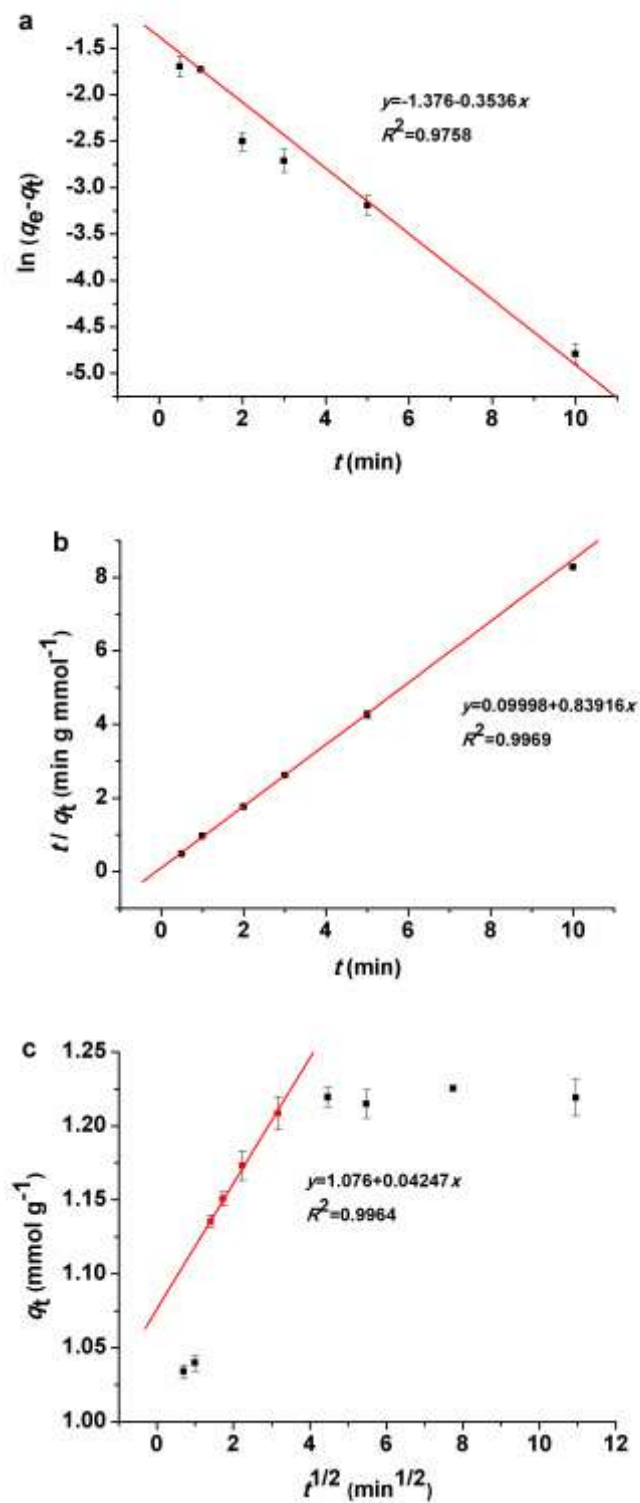 a
-1.5
-2.0
-2.5
-3.0
-3.5
-4.0
-4.5
-5.0
ln (qe-qt)
y=-1.376-0.3536x
R²=0.9758
0 2 4 6 8 10
t (min)
b
8
6
4
2
0
t / qt (min g mmol⁻¹)
y=0.09998+0.83916x
R²=0.9969
0 2 4 6 8 10
t (min)
c
1.25
1.20
1.15
1.10
1.05
1.00
qt (mmol g⁻¹)
y=1.076+0.04247x
R²=0.9964
0 2 4 6 8 10 12
t^1/2 (min^1/2)